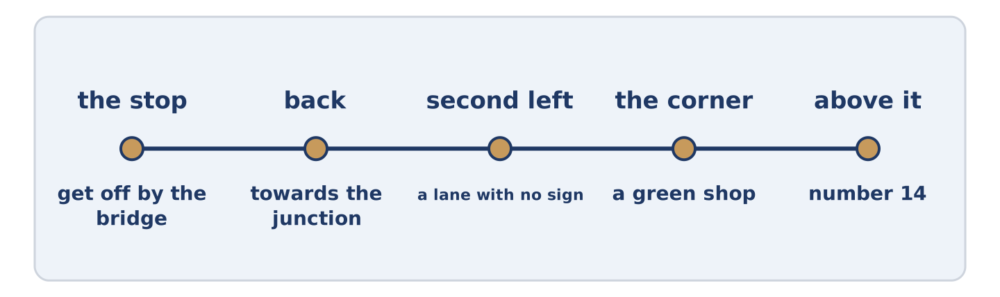 the stop
get off by the
bridge
back
towards the
junction
second left
a lane with no sign
the corner
a green shop
above it
number 14